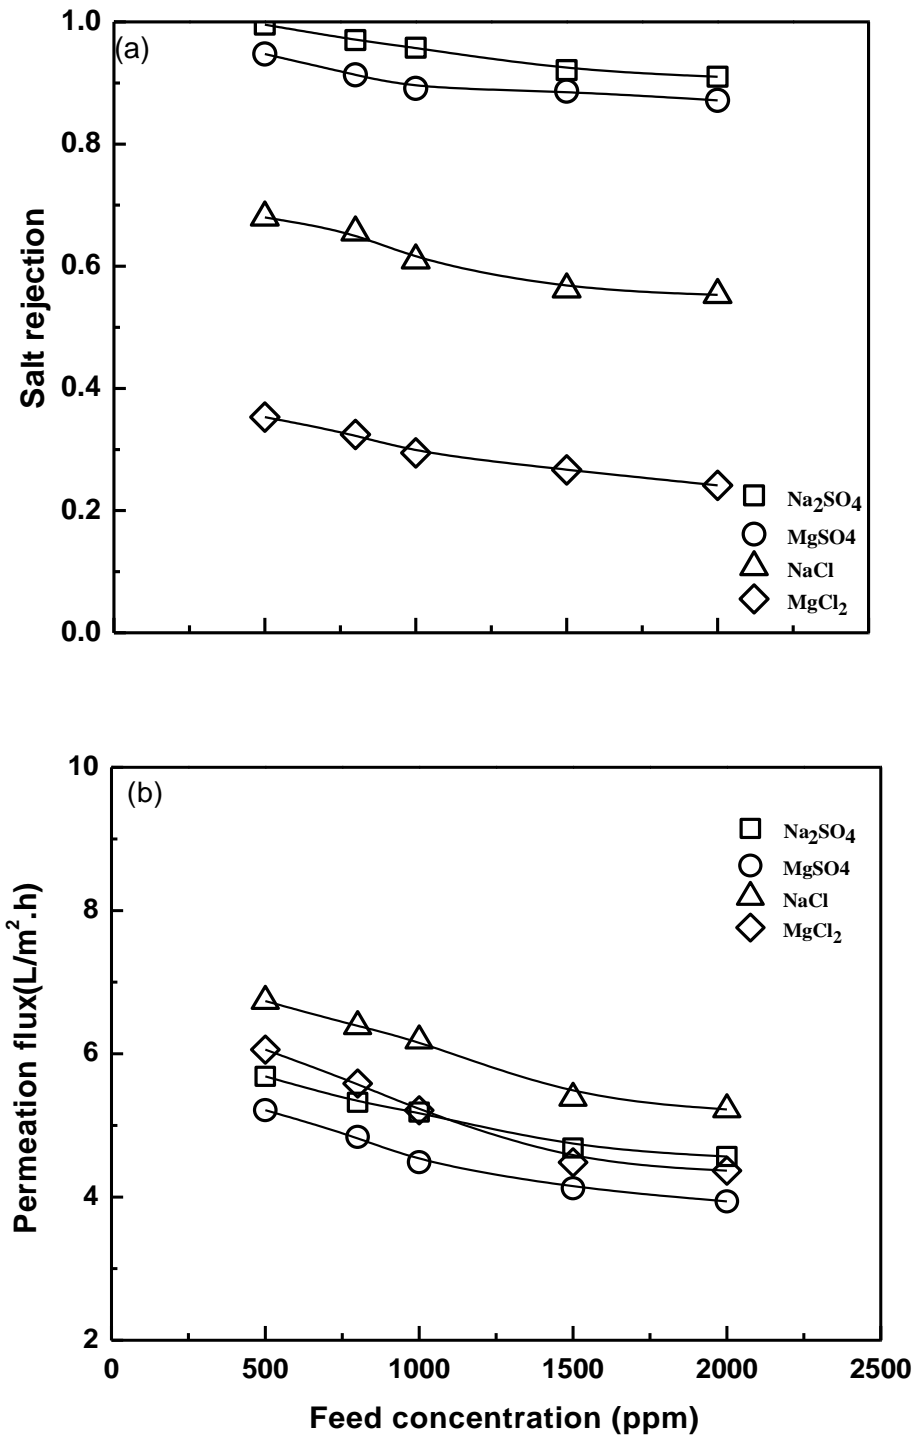 (a)
1.0
0.8
0.6
0.4
0.2
0.0
Salt rejection
Na₂SO₄
MgSO4
NaCl
MgCl₂
(b)
10
8
6
4
2
Permeation flux(L/m².h)
Na₂SO₄
MgSO4
NaCl
MgCl₂
0 500 1000 1500 2000 2500
Feed concentration (ppm)